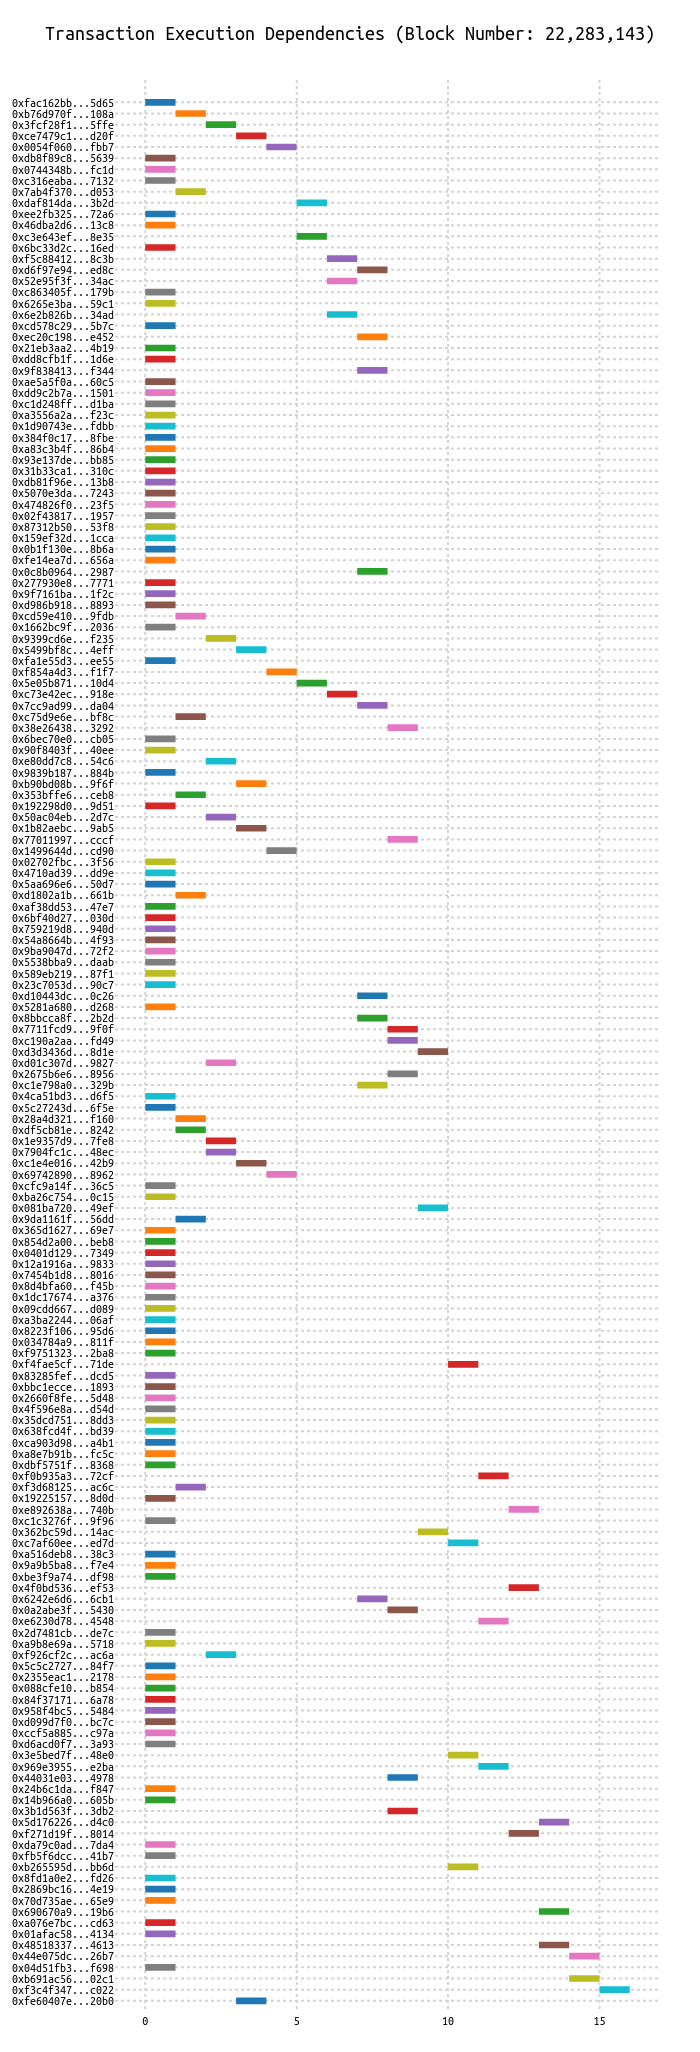 Transaction Execution Dependencies (Block Number: 22,283,143)
0xfac162bb...5d65
0xb76d970f...108a
0x3fcf28f1...5ffe
0xce7479c1...d20f
0x0054f060...fbb7
0xdb8f89c8...5639
0x0744348b...fc1d
0xc316eaba...7132
0x7ab4f370...d053
0xdaf814da...3b2d
0xee2fb325...72a6
0x46dba2d6...13c8
0xc3e643ef...8e35
0x6bc33d2c...16ed
0xf5c88412...8c3b
0xd6f97e94...ed8c
0x52e95f3f...34ac
0xc863405f...179b
0x6265e3ba...59c1
0x6e2b826b...34ad
0xcd578c29...5b7c
0xec20c198...e452
0x21eb3aa2...4b19
0xdd8cfb1f...1d6e
0x9f838413...f344
0xae5a5f0a...60c5
0xdd9c2b7a...1501
0xc1d248ff...d1ba
0xa3556a2a...f23c
0x1d90743e...fdbb
0x384f0c17...8fbe
0xa83c3b4f...86b4
0x93e137de...bb85
0x31b33ca1...310c
0xdb81f96e...13b8
0x5070e3da...7243
0x474826f0...23f5
0x02f43817...1957
0x87312b50...53f8
0x159ef32d...1cca
0x0b1f130e...8b6a
0xfe14ea7d...656a
0x0c8b0964...2987
0x277930e8...7771
0x9f7161ba...1f2c
0xd986b918...8893
0xcd59e410...9fdb
0x1662bc9f...2036
0x9399cd6e...f235
0x5499bf8c...4eff
0xfa1e55d3...ee55
0xf854a4d3...f1f7
0x5e05b871...10d4
0xc73e42ec...918e
0x7cc9ad99...da04
0xc75d9e6e...bf8c
0x38e26438...3292
0x6bec70e0...cb05
0x90f8403f...40ee
0xe80dd7c8...54c6
0x9839b187...884b
0xb90bd08b...9f6f
0x353bffe6...ceb8
0x192298d0...9d51
0x50ac04eb...2d7c
0x1b82aebc...9ab5
0x77011997...cccf
0x1499644d...cd90
0x02702fbc...3f56
0x4710ad39...dd9e
0x5aa696e6...50d7
0xd1802a1b...661b
0xaf38dd53...47e7
0x6bf40d27...030d
0x759219d8...940d
0x54a8664b...4f93
0x9ba9047d...72f2
0x5538bba9...daab
0x589eb219...87f1
0x23c7053d...90c7
0xd10443dc...0c26
0x5281a680...d268
0x8bbcca8f...2b2d
0x7711fcd9...9f0f
0xc190a2aa...fd49
0xd3d3436d...8d1e
0xd01c307d...9827
0x2675b6e6...8956
0xc1e798a0...329b
0x4ca51bd3...d6f5
0x5c27243d...6f5e
0x28a4d321...f160
0xdf5cb81e...8242
0x1e9357d9...7fe8
0x7904fc1c...48ec
0xc1e4e016...42b9
0x69742890...8962
0xcfc9a14f...36c5
0xba26c754...0c15
0x081ba720...49ef
0x9da1161f...56dd
0x365d1627...69e7
0x854d2a00...beb8
0x0401d129...7349
0x12a1916a...9833
0x7454b1d8...8016
0x8d4bfa60...f45b
0x1dc17674...a376
0x09cdd667...d089
0xa3ba2244...06af
0x8223f106...95d6
0x034784a9...811f
0xf9751323...2ba8
0xf4fae5cf...71de
0x83285fef...dcd5
0xbbc1ecce...1893
0x2660f8fe...5d48
0x4f596e8a...d54d
0x35dcd751...8dd3
0x638fcd4f...bd39
0xca903d98...a4b1
0xa8e7b91b...fc5c
0xdbf5751f...8368
0xf0b935a3...72cf
0xf3d68125...ac6c
0x19225157...8d0d
0xe892638a...740b
0xc1c3276f...9f96
0x362bc59d...14ac
0xc7af60ee...ed7d
0xa516deb8...38c3
0x9a9b5ba8...f7e4
0xbe3f9a74...df98
0x4f0bd536...ef53
0x6242e6d6...6cb1
0x0a2abe3f...5430
0xe6230d78...4548
0x2d7481cb...de7c
0xa9b8e69a...5718
0xf926cf2c...ac6a
0x5c5c2727...84f7
0x2355eac1...2178
0x088cfe10...b854
0x84f37171...6a78
0x958f4bc5...5484
0xd099d7f0...bc7c
0xccf5a885...c97a
0xd6acd0f7...3a93
0x3e5bed7f...48e0
0x969e3955...e2ba
0x44031e03...4978
0x24b6c1da...f847
0x14b966a0...605b
0x3b1d563f...3db2
0x5d176226...d4c0
0xf271d19f...8014
0xda79c0ad...7da4
0xfb5f6dcc...41b7
0xb265595d...bb6d
0x8fd1a0e2...fd26
0x2869bc16...4e19
0x70d735ae...65e9
0x690670a9...19b6
0xa076e7bc...cd63
0x01afac58...4134
0x48518337...4613
0x44e075dc...26b7
0x04d51fb3...f698
0xb691ac56...02c1
0xf3c4f347...c022
0xfe60407e...20b0
0 5 10 15